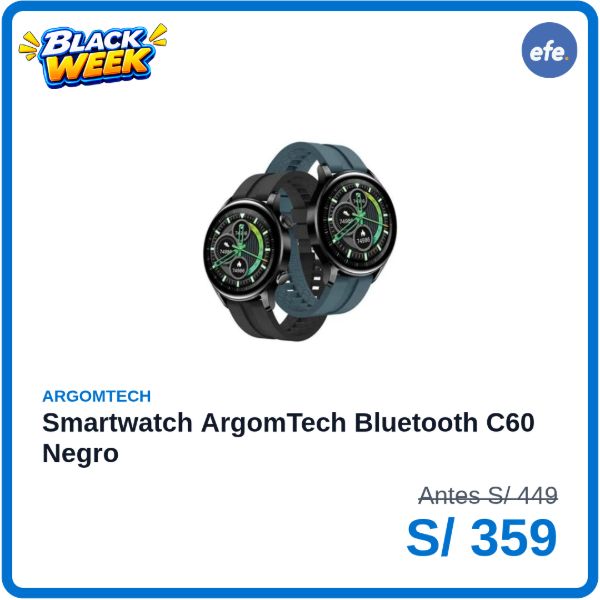 BLACK
WEEK
efe.
ARGOMTECH
Smartwatch ArgomTech Bluetooth C60
Negro
Antes S/ 449
S/ 359